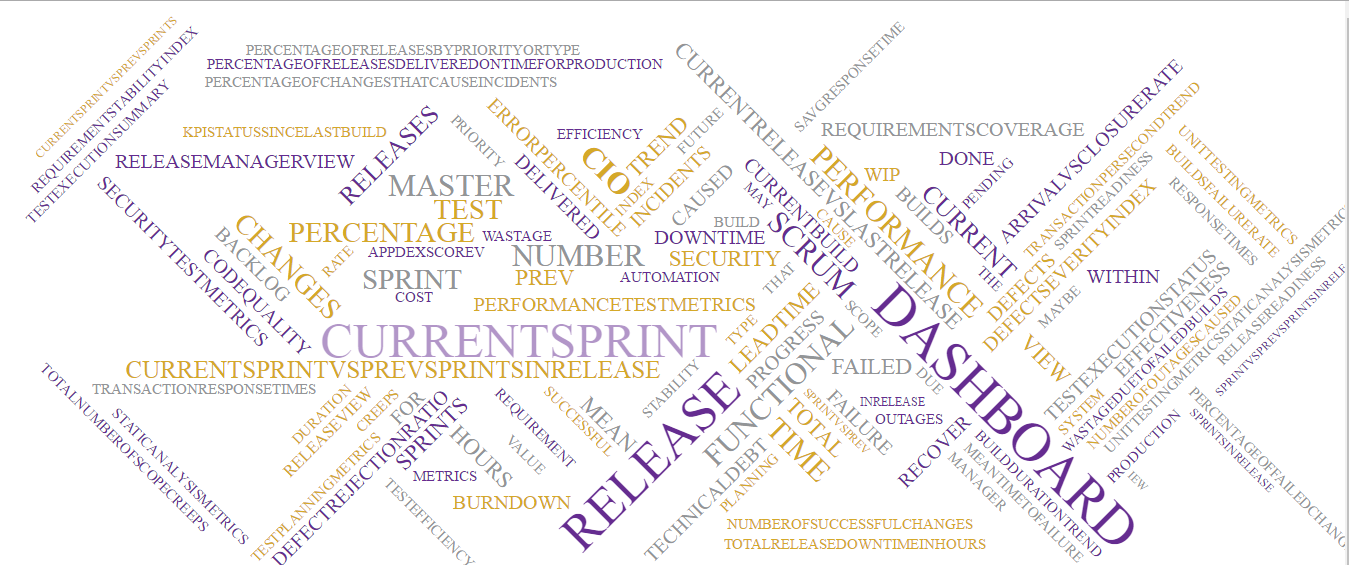 CURRENTSPRINTVSPREVSPRINTS
REQUIREMENTSTABILITYINDEX
TESTEXECUTIONSUMMARY
PERCENTAGEOFRELEASESBYPRIORITYORTYPE
PERCENTAGEOFRELEASESDELIVEREDONTIMEFORPRODUCTION
PERCENTAGEOFCHANGESTHATCAUSEINCIDENTS
KPISTATUSSINCELASTBUILD
RELEASEMANAGERVIEW
RELEASES
PRIORITY
ERRORPERCENTILE
EFFICIENCY
DELIVERED
CIO
TREND
FUTURE
INDEX
INCIDENTS
CAUSED
CURRENTRELEASEVSLASTRELEASE
SAVGRESPONSETIME
REQUIREMENTSCOVERAGE
PERFORMANCE
WIP
DONE
PENDING
BUILDS
CURRENT
THE
ARRIVALVSCLOSURERATE
TRANSACTIONPERSECONDTREND
SPRINTREADINESS
UNITTESTINGMETRICS
BUILDSFAILURERATE
RESPONSETIMES
DEFECTS
DEFECTSEVERITYINDEX
MAYBE
WITHIN
MASTER
TEST
PERCENTAGE
WASTAGE
APPDEXSCOREV
RATE
SPRINT
COST
NUMBER
PREV
BUILD
DOWNTIME
SECURITY
AUTOMATION
CURRENTBUILD
MAY
CAUSE
SCRUM
THAT
SECURITYTESTMETRICS
CHANGES
BACKLOG
CODEQUALITY
PERFORMANCETESTMETRICS
CURRENTSPRINT
CURRENTSPRINTVSPREVSPRINTSINRELEASE
TRANSACTIONRESPONSETIMES
TYPE
LEADTIME
PROGRESS
SCOPE
DASHBOARD
VIEW
TESTEXECUTIONSTATUS
EFFECTIVENESS
SYSTEM
WASTAGEDUETOFAILEDBUILDS
NUMBEROFOUTAGESCAUSED
UNITTESTINGMETRICSSTATICANALYSISMETRIC
RELEASEREADINESS
SPRINTVSPREVSPRINTSINREL
TOTALNUMBEROFSCOPECREEPS
STATICANALYSISMETRICS
DURATION
RELEASEVIEW
CREEPS
FOR
TESTPLANNINGMETRICS
DEFECTREJECTIONRATIO
SPRINTS
HOURS
VALUE
REQUIREMENT
SUCCESSFUL
MEAN
STABILITY
METRICS
BURNDOWN
TESTEFFICIENCY
RELEASE
FUNCTIONAL
TECHNICALDEBT
PLANNING
TOTAL
TIME
SPRINTVSPREV
FAILURE
FAILED
DUE
INRELEASE
OUTAGES
RECOVER
BUILDDURATIONTREND
MEANTIMETOFAILURE
MANAGER
PRODUCTION
IEW
PERCENTAGEOFFAILEDCHANG
SPRINTSINRELEASE
NUMBEROFSUCCESSFULCHANGES
TOTALRELEASEDOWNTIMEINHOURS